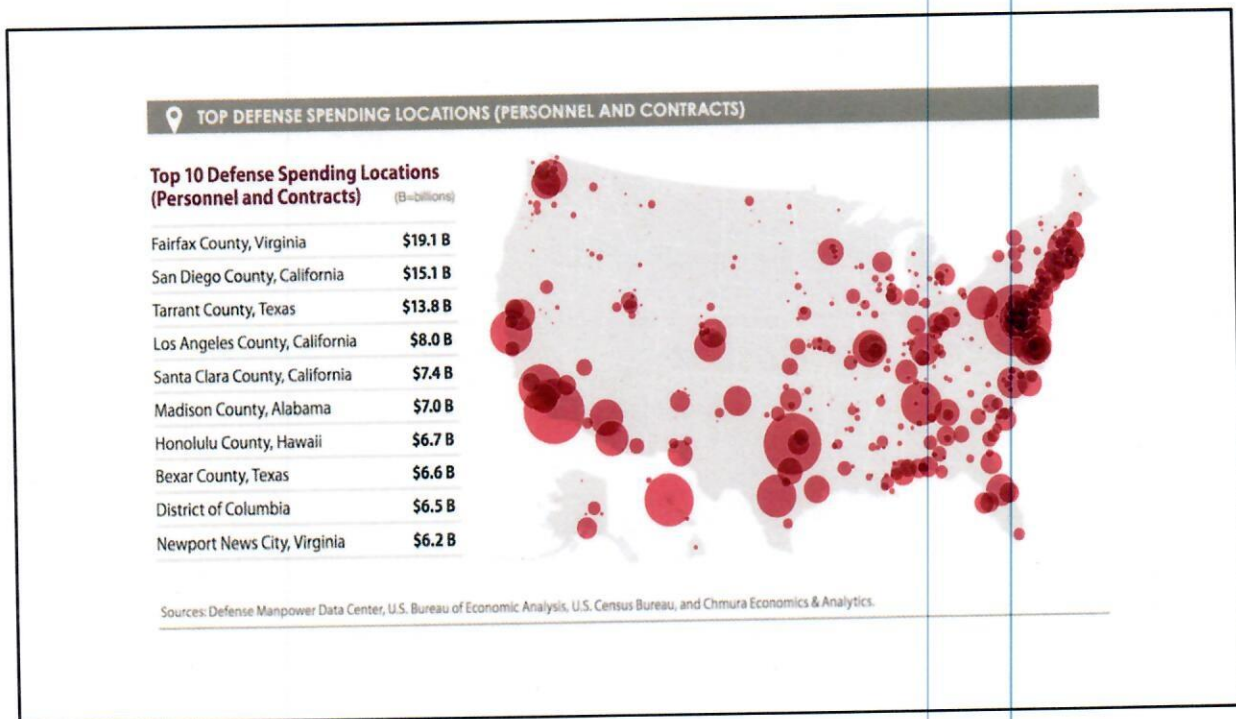 TOP DEFENSE SPENDING LOCATIONS (PERSONNEL AND CONTRACTS)
Top 10 Defense Spending Locations
(Personnel and Contracts) (B=billions)
Fairfax County, Virginia $19.1 B
San Diego County, California $15.1 B
Tarrant County, Texas $13.8 B
Los Angeles County, California $8.0 B
Santa Clara County, California $7.4 B
Madison County, Alabama $7.0 B
Honolulu County, Hawaii $6.7 B
Bexar County, Texas $6.6 B
District of Columbia $6.5 B
Newport News City, Virginia $6.2 B
Sources: Defense Manpower Data Center, U.S. Bureau of Economic Analysis, U.S. Census Bureau, and Chmura Economics & Analytics.